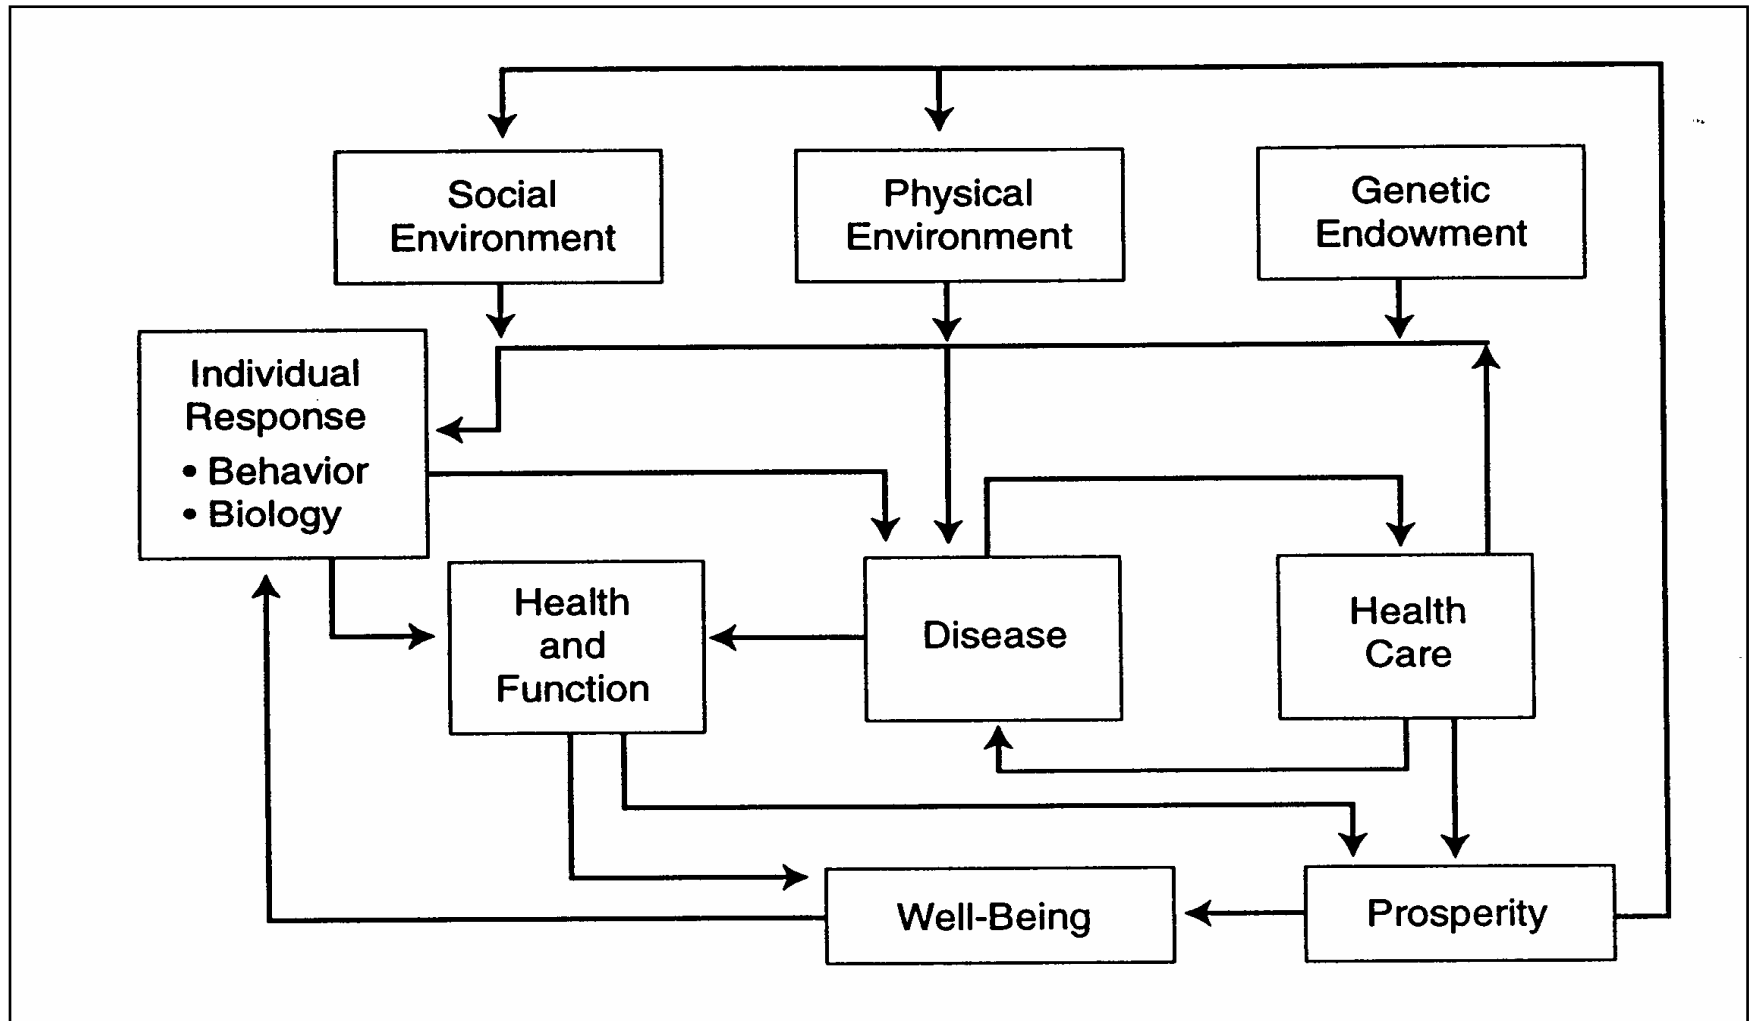 Social
Environment
Physical
Environment
Genetic
Endowment
Individual
Response
• Behavior
• Biology
Health
and
Function
Disease
Health
Care
Well-Being
Prosperity